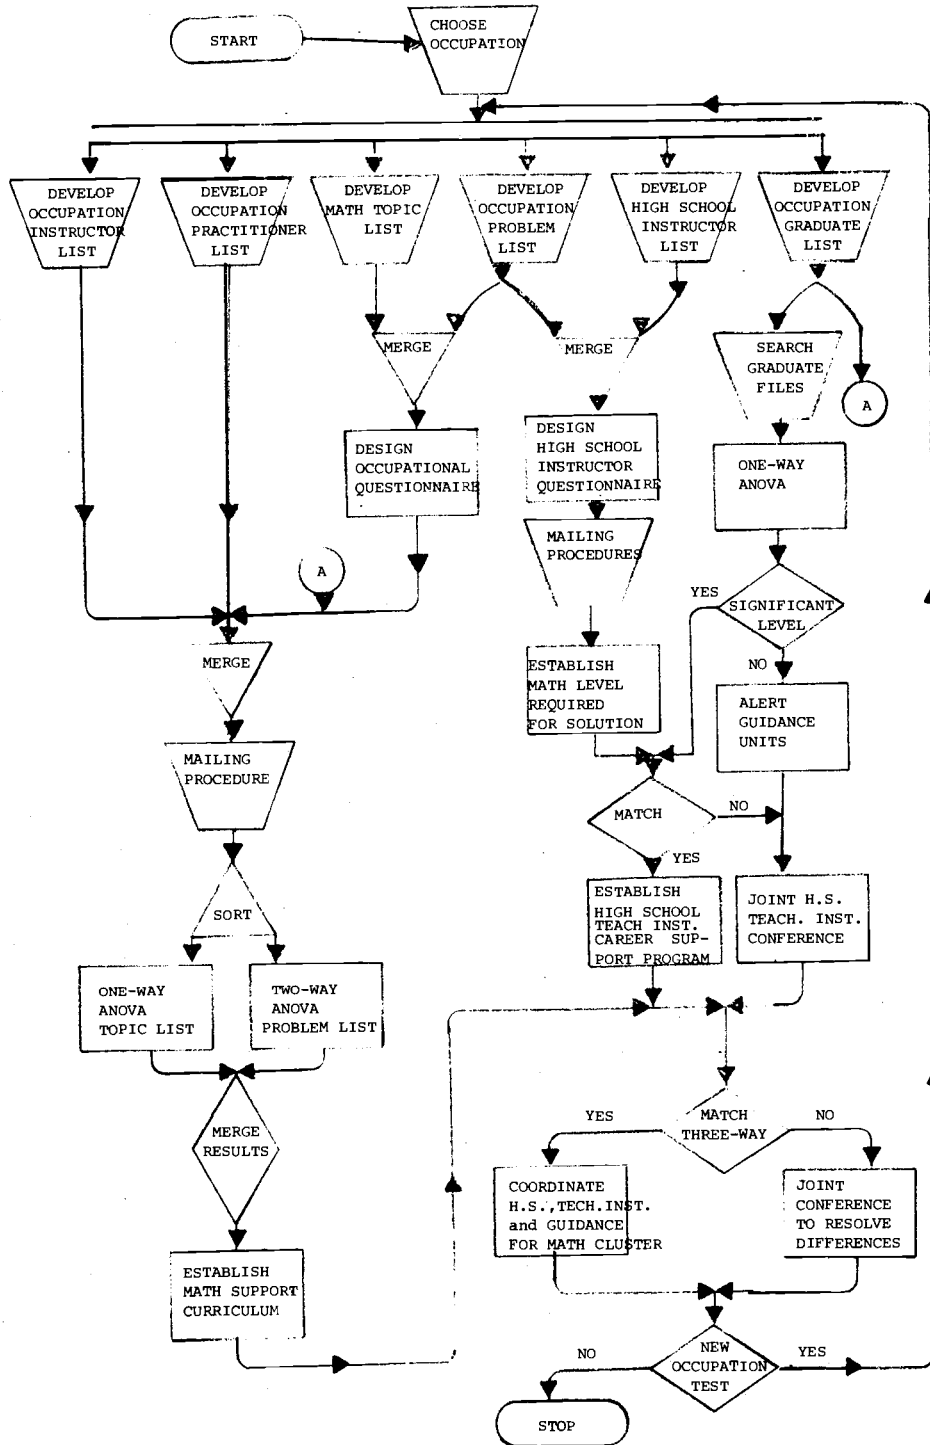 START
CHOOSE
OCCUPATION
DEVELOP
OCCUPATION
INSTRUCTOR
LIST
DEVELOP
OCCUPATION
PRACTITIONER
LIST
DEVELOP
MATH TOPIC
LIST
DEVELOP
OCCUPATION
PROBLEM
LIST
DEVELOP
HIGH SCHOOL
INSTRUCTOR
LIST
DEVELOP
OCCUPATION
GRADUATE
LIST
MERGE
MERGE
SEARCH
GRADUATE
FILES
A
DESIGN
OCCUPATIONAL
QUESTIONNAIRE
DESIGN
HIGH SCHOOL
INSTRUCTOR
QUESTIONNAIRE
ONE-WAY
ANOVA
A
MAILING
PROCEDURES
YES
SIGNIFICANT
LEVEL
NO
MERGE
ESTABLISH
MATH LEVEL
REQUIRED
FOR SOLUTION
ALERT
GUIDANCE
UNITS
MAILING
PROCEDURE
MATCH
NO
YES
SORT
ESTABLISH
HIGH SCHOOL
TEACH INST.
CAREER SUP-
PORT PROGRAM
JOINT H.S.
TEACH. INST.
CONFERENCE
ONE-WAY
ANOVA
TOPIC LIST
TWO-WAY
ANOVA
PROBLEM LIST
MERGE
RESULTS
YES
MATCH
THREE-WAY
NO
COORDINATE
H.S.,TECH.INST.
and GUIDANCE
FOR MATH CLUSTER
JOINT
CONFERENCE
TO RESOLVE
DIFFERENCES
ESTABLISH
MATH SUPPORT
CURRICULUM
NO
NEW
OCCUPATION
TEST
YES
STOP